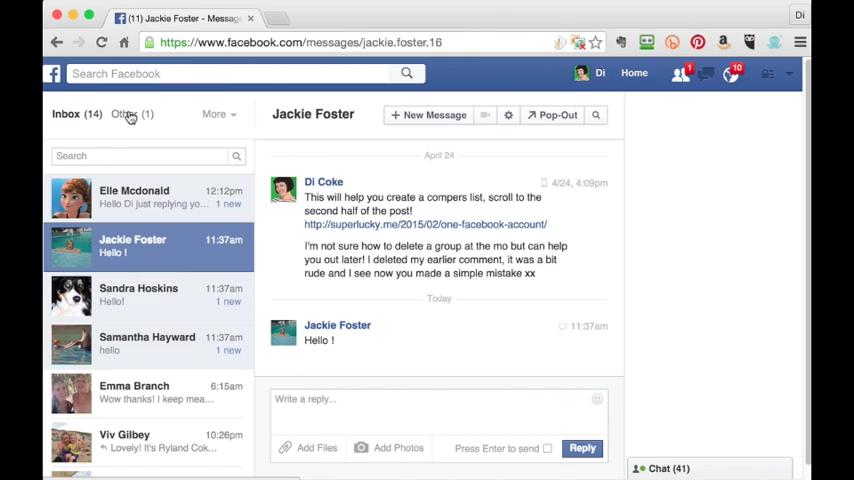 (11) Jackie Foster - Message
Di
https://www.facebook.com/messages/jackie.foster.16
Search Facebook
Di
Home
1
10
Inbox (14)
(1)
More
Jackie Foster
+ New Message
Pop-Out
Search
April 24
Elle Mcdonald 12:12pm
Hello Di just replying yo... 1 new
Jackie Foster 11:37am
Hello !
Sandra Hoskins 11:37am
Hello! 1 new
Samantha Hayward 11:37am
hello 1 new
Emma Branch 6:15am
Wow thanks! I keep mea...
Viv Gilbey 10:26pm
Lovely! It's Ryland Cok...
Di Coke 4/24, 4:09pm
This will help you create a compers list, scroll to the
second half of the post!
http://superlucky.me/2015/02/one-facebook-account/
I'm not sure how to delete a group at the mo but can help
you out later! I deleted my earlier comment, it was a bit
rude and I see now you made a simple mistake xx
Today
Jackie Foster 11:37am
Hello !
Write a reply...
Add Files
Add Photos
Press Enter to send
Reply
Chat (41)